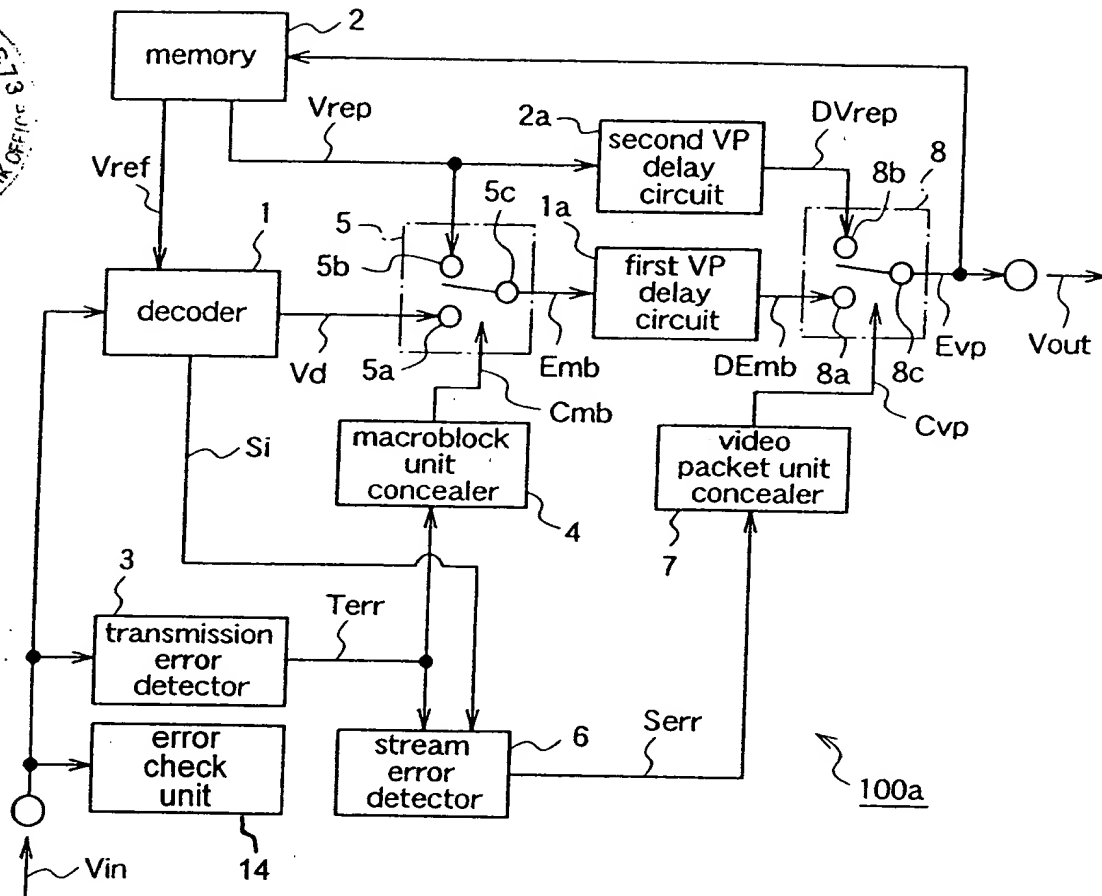 2
memory
Vrep
2a
second VP
delay
circuit
DVrep
8
8b
Vref
1
decoder
5
5b
5c
5a
Vd
Emb
1a
first VP
delay
circuit
DEmb
8a
8c
Evp
Vout
Cmb
Cvp
Si
macroblock
unit
concealer
4
video
packet unit
concealer
7
3
transmission
error
detector
Terr
stream
error
detector
6
Serr
error
check
unit
14
Vin
100a